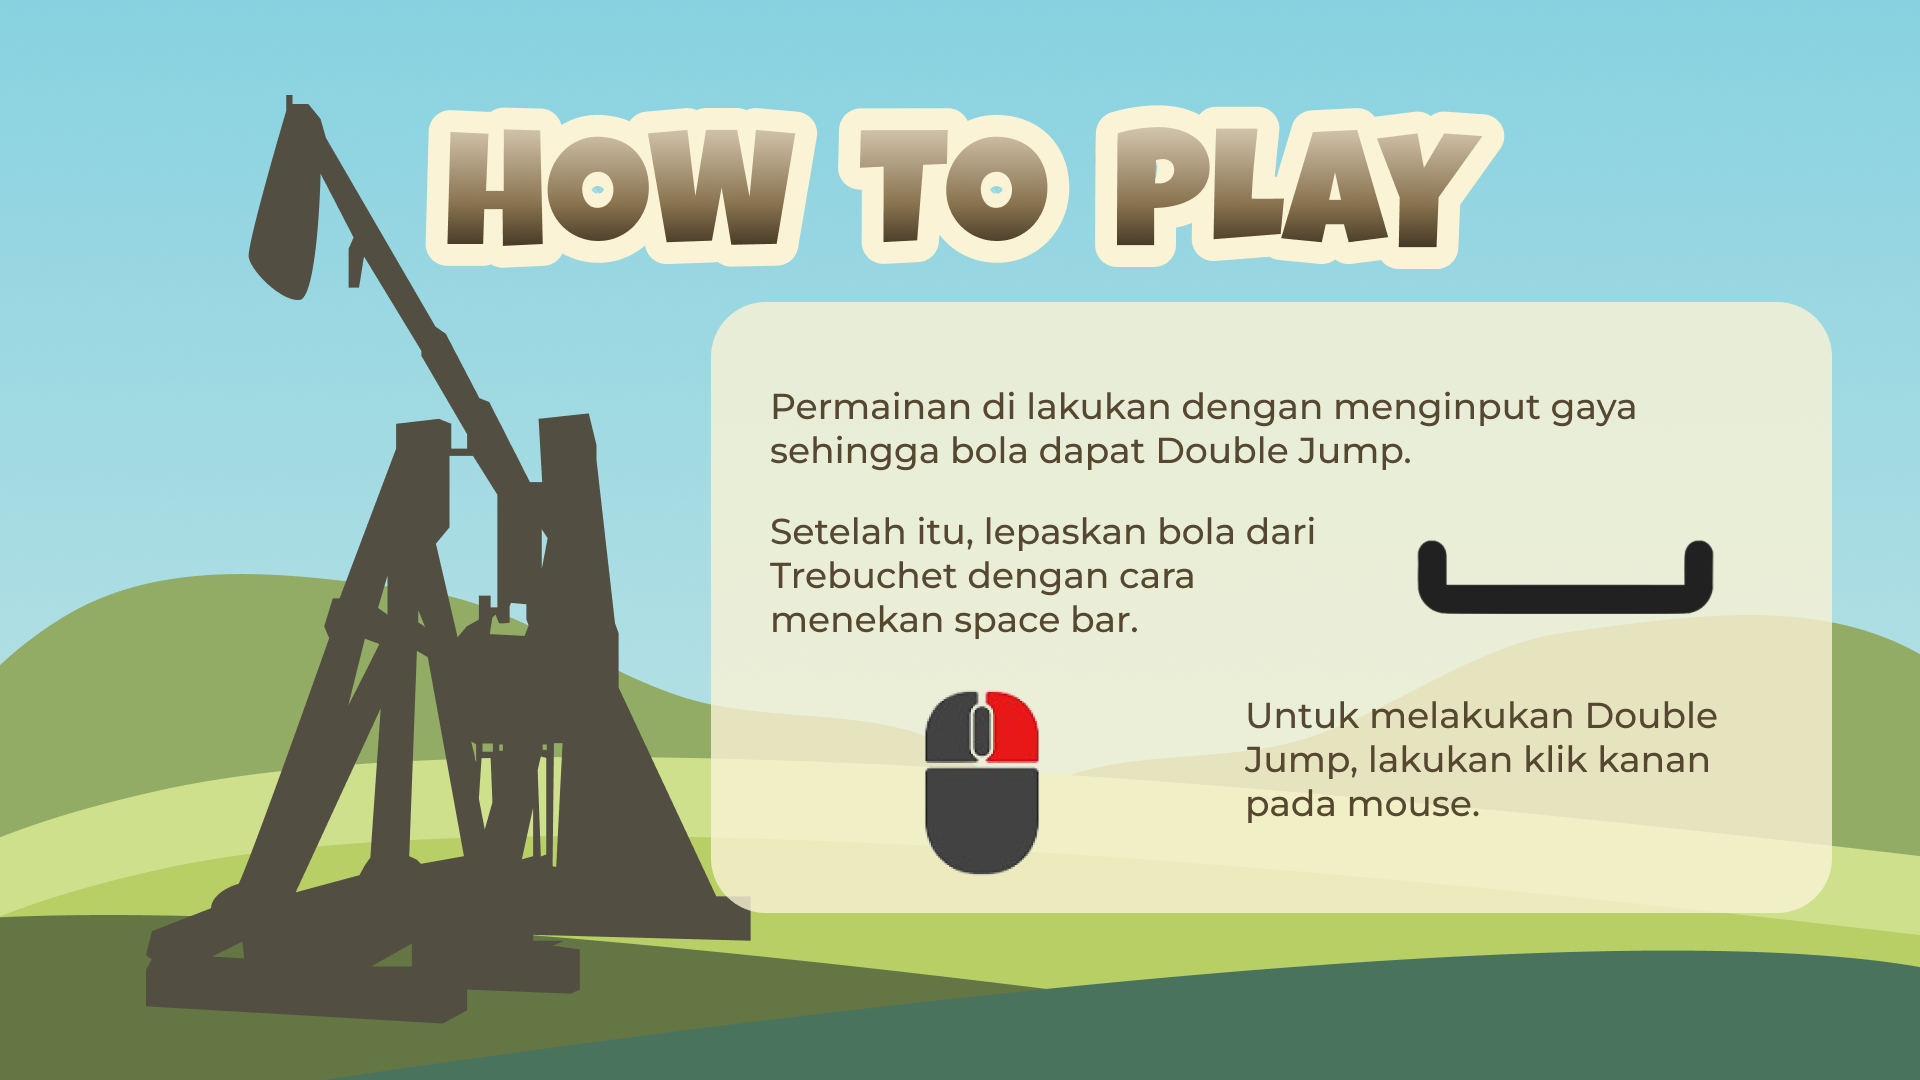 HOW TO PLAY
Permainan di lakukan dengan menginput gaya
sehingga bola dapat Double Jump.
Setelah itu, lepaskan bola dari
Trebuchet dengan cara
menekan space bar.
Untuk melakukan Double
Jump, lakukan klik kanan
pada mouse.